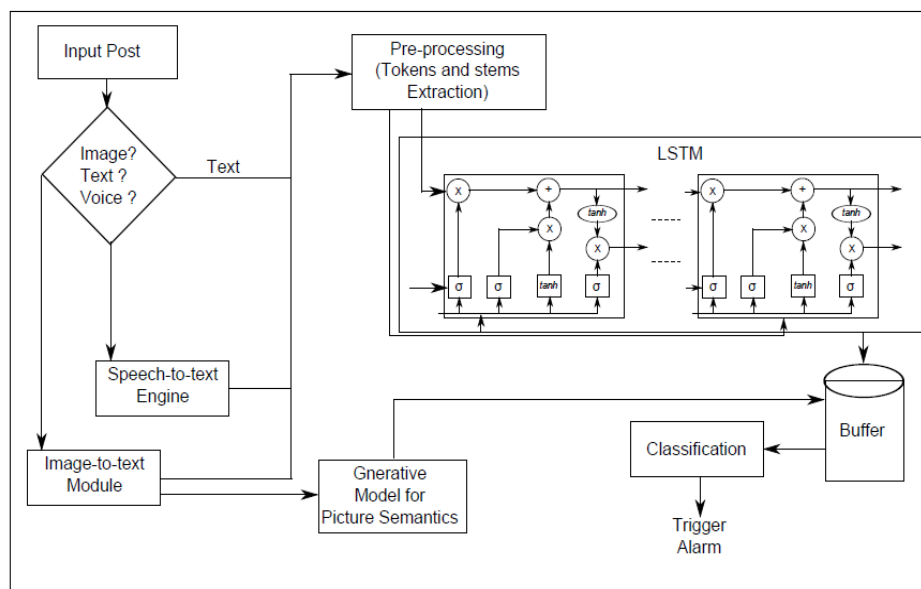 Input Post
Pre-processing
(Tokens and stems
Extraction)
Image?
Text ?
Voice ?
Text
LSTM
x
+
tanh
x
x
σ
σ
tanh
σ
x
+
tanh
x
x
σ
σ
tanh
σ
Speech-to-text
Engine
Image-to-text
Module
Gnerative
Model for
Picture Semantics
Classification
Buffer
Trigger
Alarm